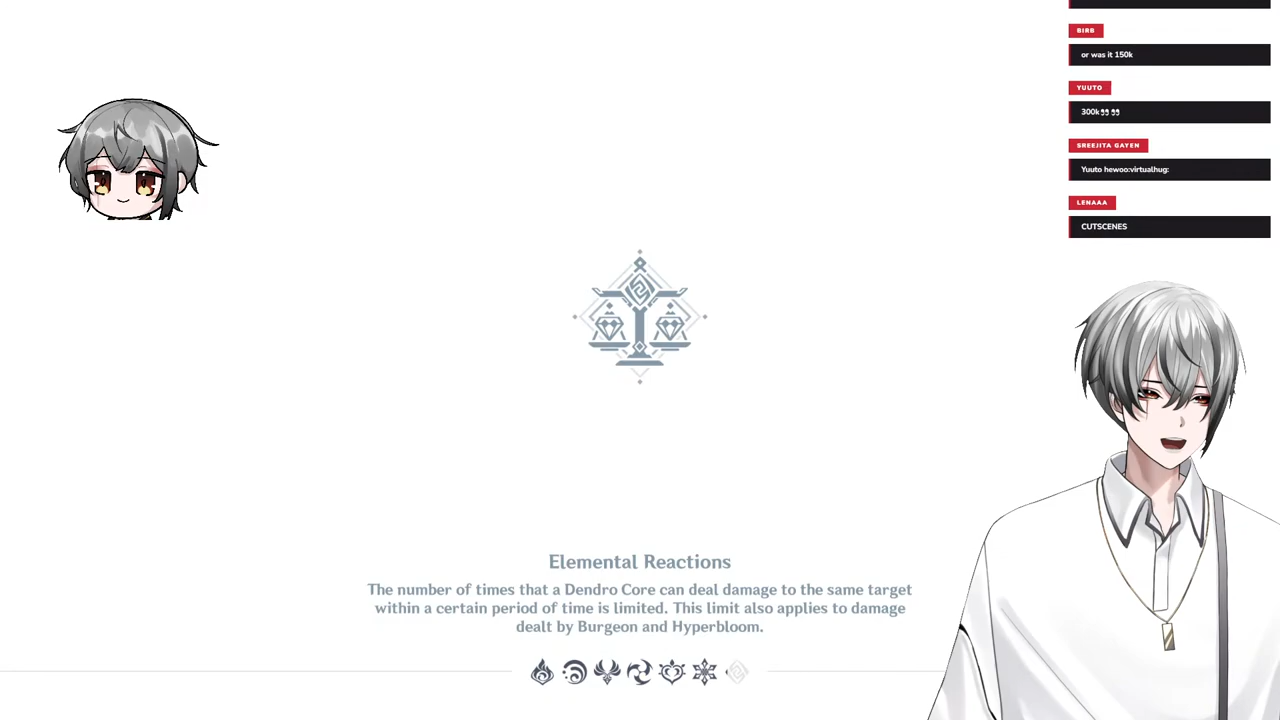 BIRB
or was it 150k
YUUTO
300k
SREEJITA GAYEN
Yuuto hewoo:virtualhug:
LENAAA
CUTSCENES
Elemental Reactions
The number of times that a Dendro Core can deal damage to the same target
within a certain period of time is limited. This limit also applies to damage
dealt by Burgeon and Hyperbloom.